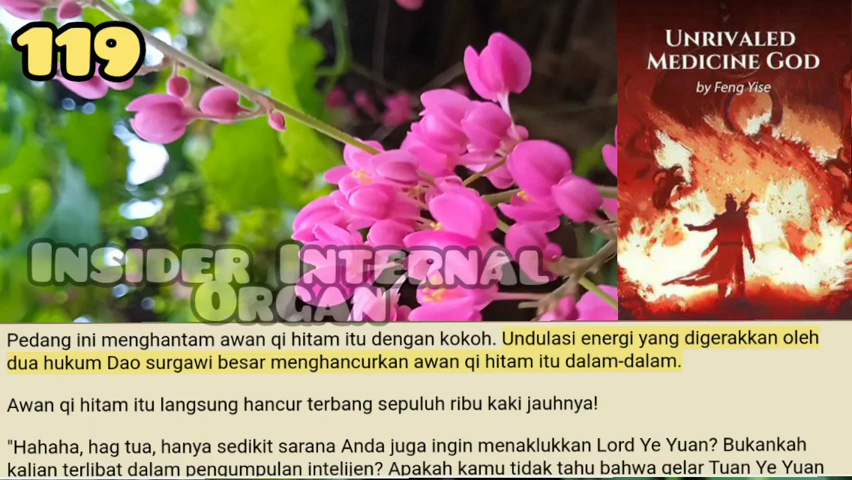 119
UNRIVALED
MEDICINE GOD
by Feng Yise
INSIDER INTERNAL
ORGAN
Pedang ini menghantam awan qi hitam itu dengan kokoh. Undulasi energi yang digerakkan oleh
dua hukum Dao surgawi besar menghancurkan awan qi hitam itu dalam-dalam.
Awan qi hitam itu langsung hancur terbang sepuluh ribu kaki jauhnya!
"Hahaha, hag tua, hanya sedikit sarana Anda juga ingin menaklukkan Lord Ye Yuan? Bukankah
kalian terlibat dalam pengumpulan intelijen? Apakah kamu tidak tahu bahwa gelar Tuan Ye Yuan